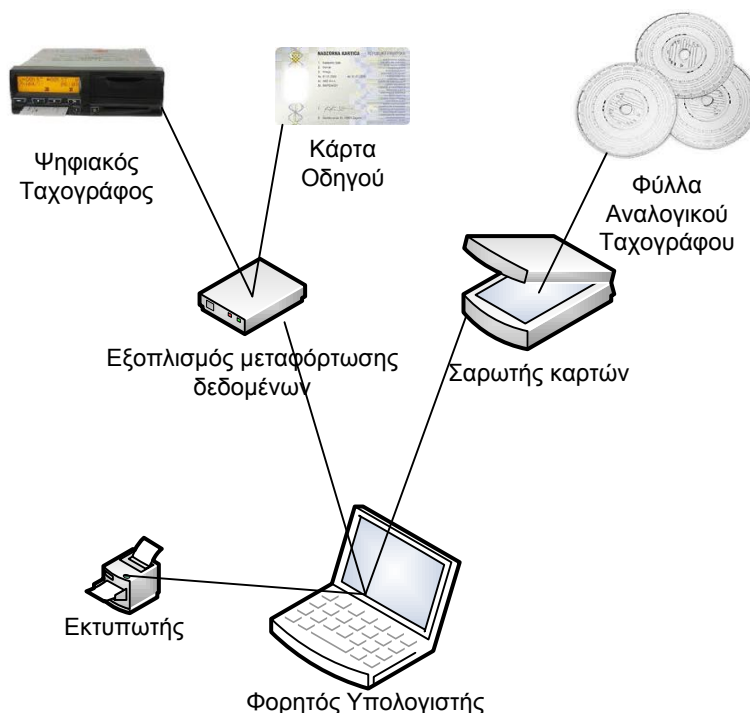 Ψηφιακός
Ταχογράφος
Κάρτα
Οδηγού
Φύλλα
Αναλογικού
Ταχογράφου
Εξοπλισμός μεταφόρτωσης
δεδομένων
Σαρωτής καρτών
Εκτυπωτής
Φορητός Υπολογιστής